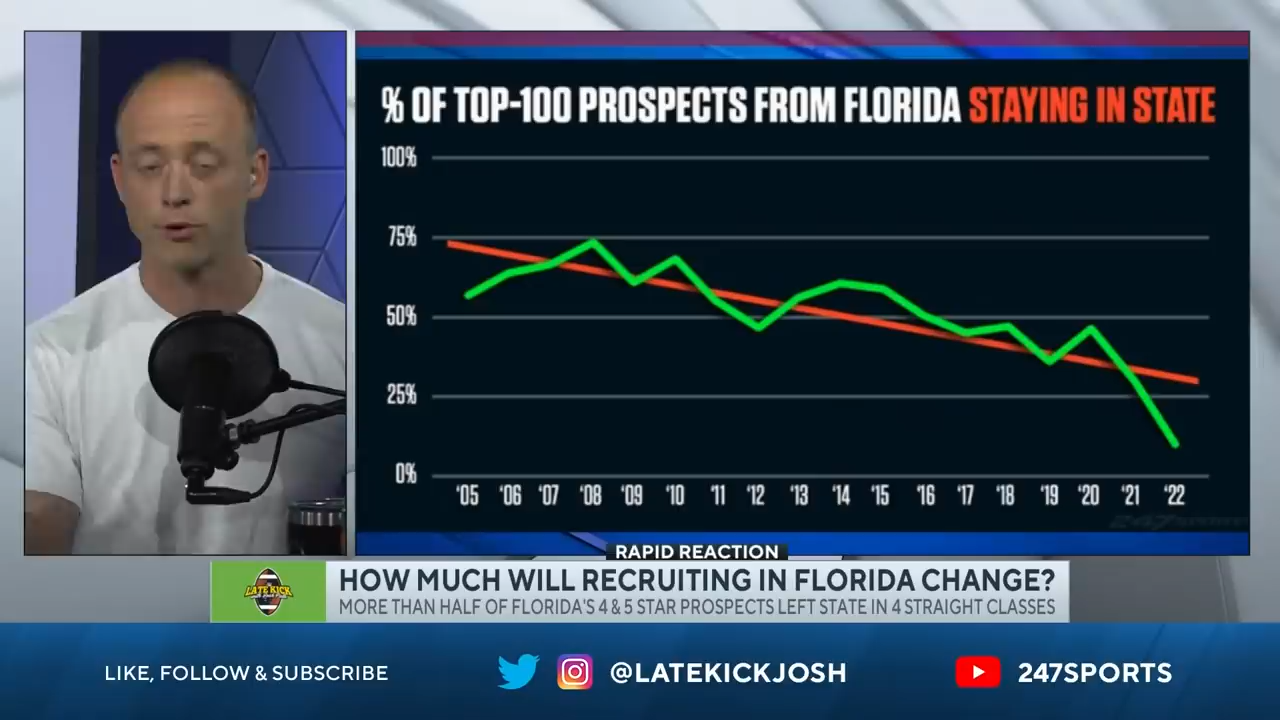 % OF TOP-100 PROSPECTS FROM FLORIDA STAYING IN STATE
100%
75%
50%
25%
0%
'05 '06 '07 '08 '09 '10 '11 '12 '13 '14 '15 '16 '17 '18 '19 '20 '21 '22
247SPORTS
RAPID REACTION
LATE KICK
HOW MUCH WILL RECRUITING IN FLORIDA CHANGE?
MORE THAN HALF OF FLORIDA'S 4 & 5 STAR PROSPECTS LEFT STATE IN 4 STRAIGHT CLASSES
LIKE, FOLLOW & SUBSCRIBE
@LATEKICKJOSH
247SPORTS